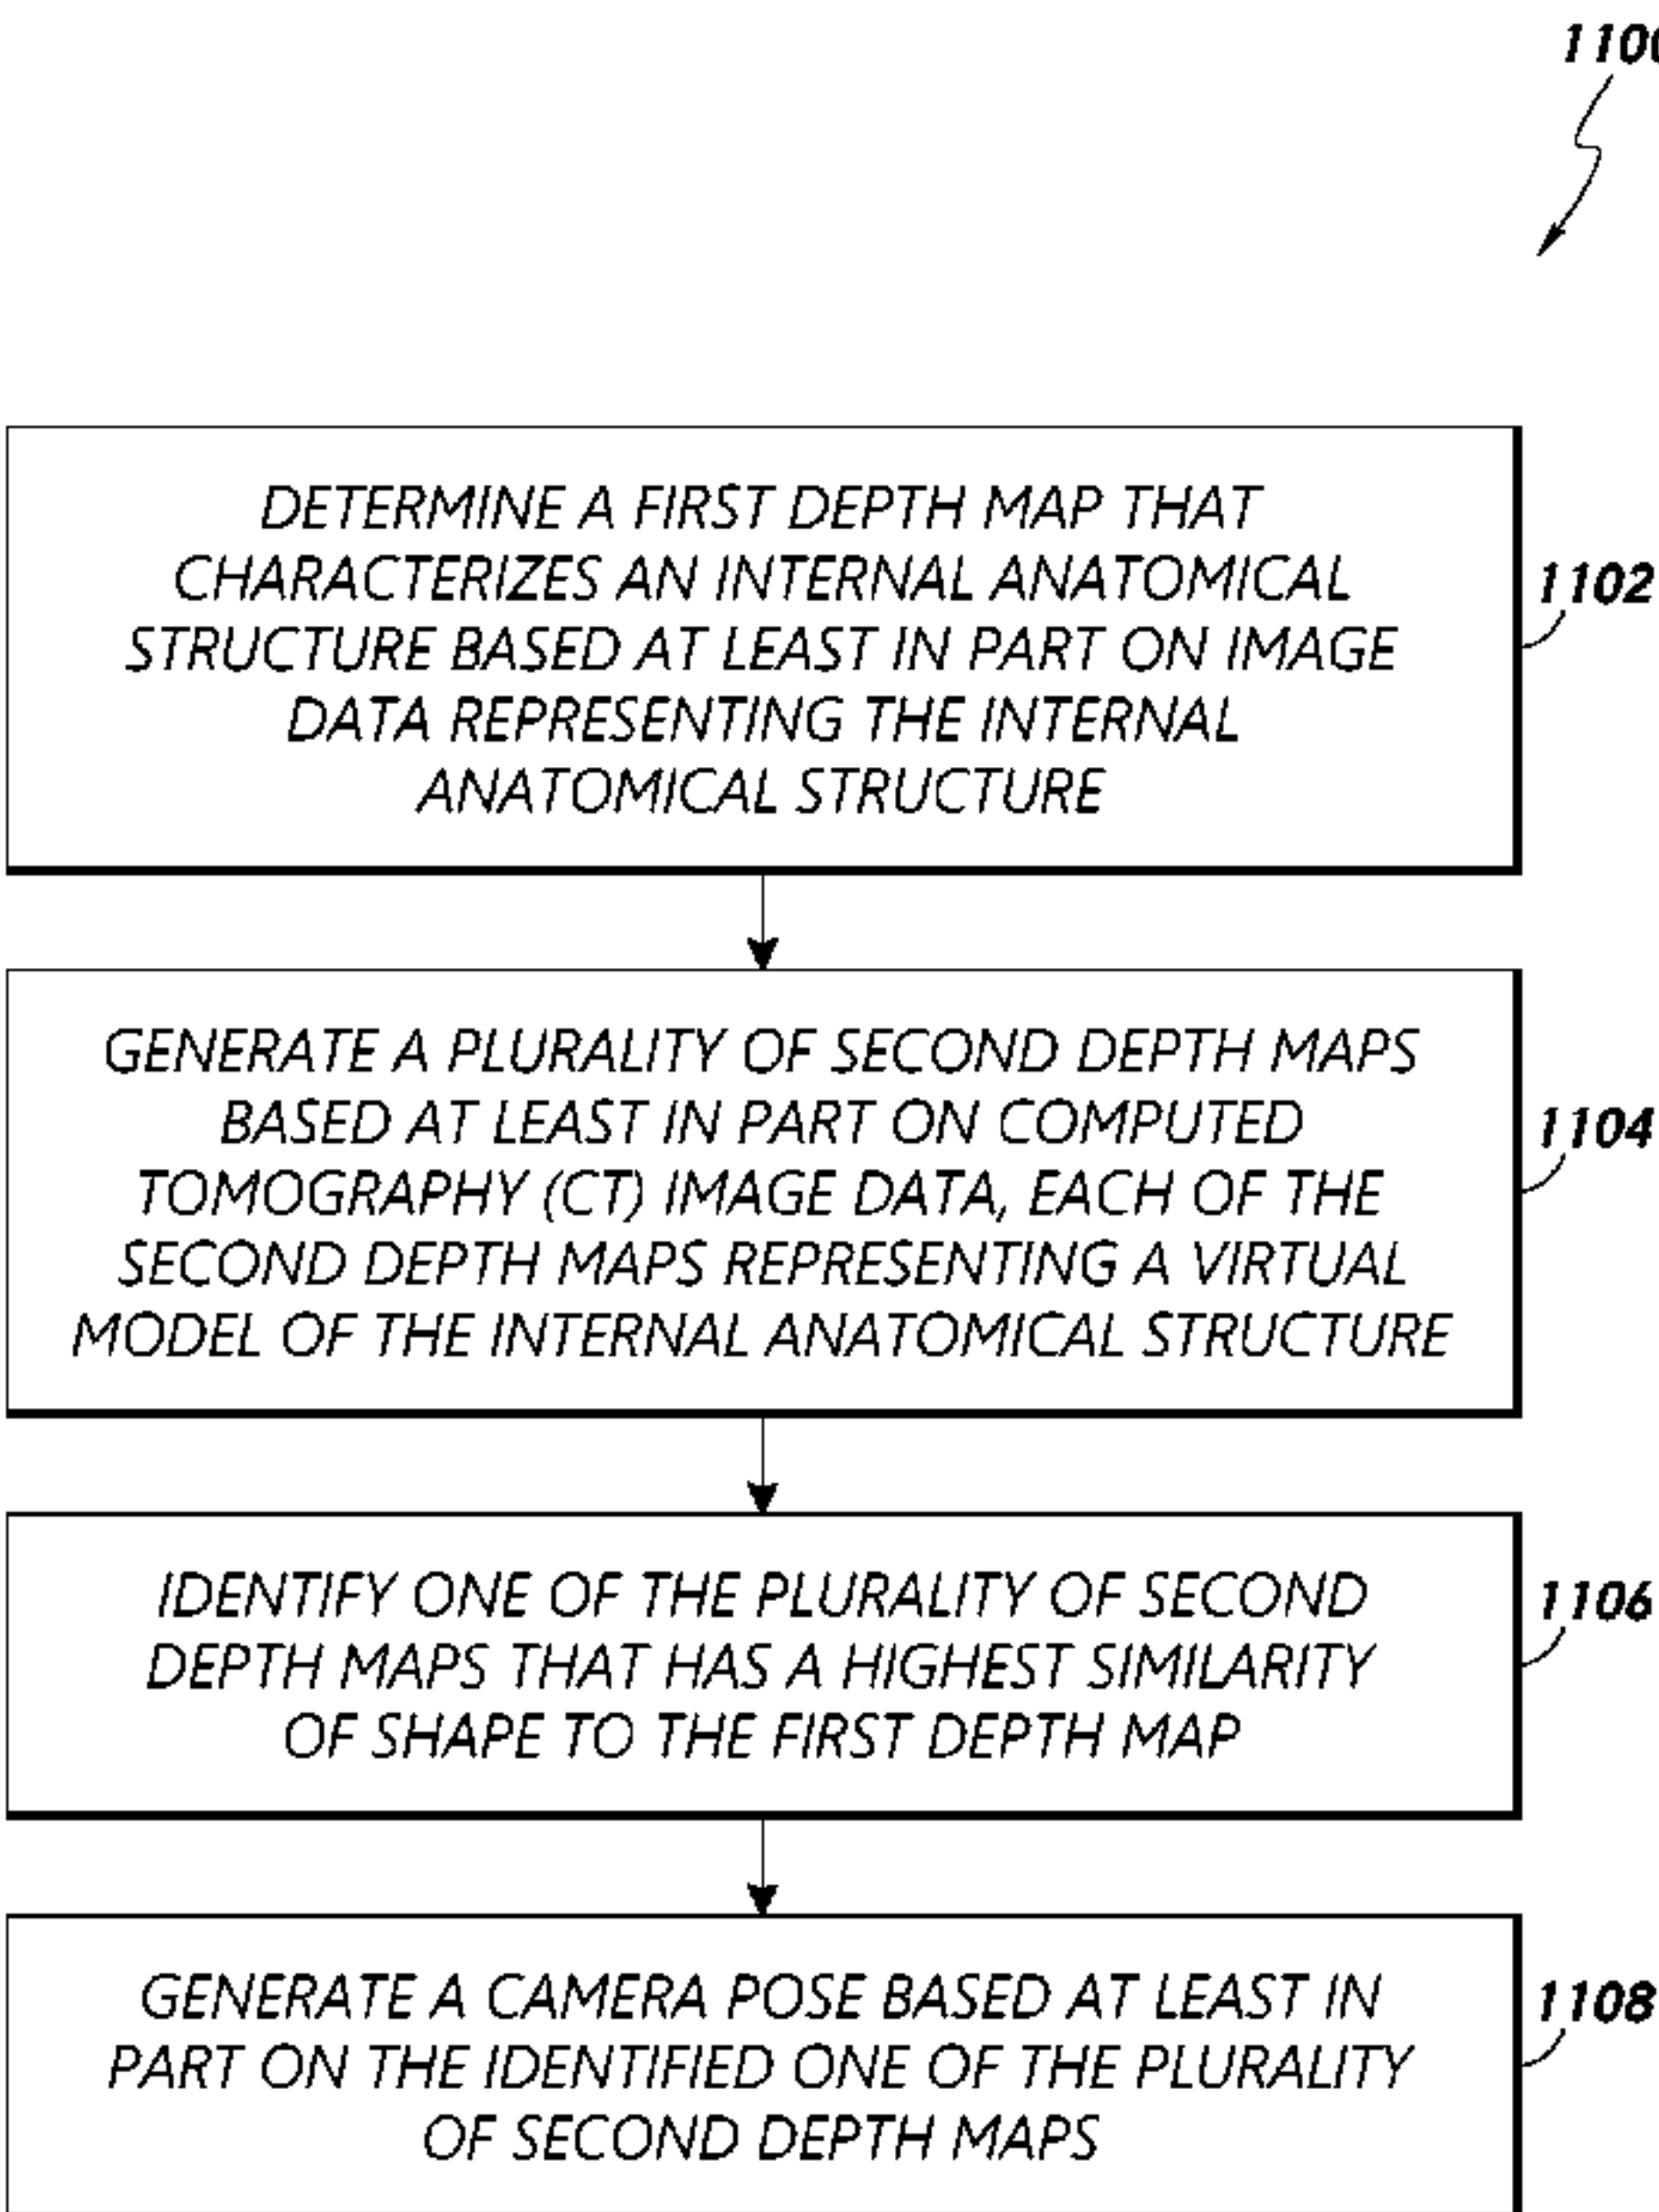 1100
DETERMINE A FIRST DEPTH MAP THAT
CHARACTERIZES AN INTERNAL ANATOMICAL
STRUCTURE BASED AT LEAST IN PART ON IMAGE
DATA REPRESENTING THE INTERNAL
ANATOMICAL STRUCTURE
1102
GENERATE A PLURALITY OF SECOND DEPTH MAPS
BASED AT LEAST IN PART ON COMPUTED
TOMOGRAPHY (CT) IMAGE DATA, EACH OF THE
SECOND DEPTH MAPS REPRESENTING A VIRTUAL
MODEL OF THE INTERNAL ANATOMICAL STRUCTURE
1104
IDENTIFY ONE OF THE PLURALITY OF SECOND
DEPTH MAPS THAT HAS A HIGHEST SIMILARITY
OF SHAPE TO THE FIRST DEPTH MAP
1106
GENERATE A CAMERA POSE BASED AT LEAST IN
PART ON THE IDENTIFIED ONE OF THE PLURALITY
OF SECOND DEPTH MAPS
1108